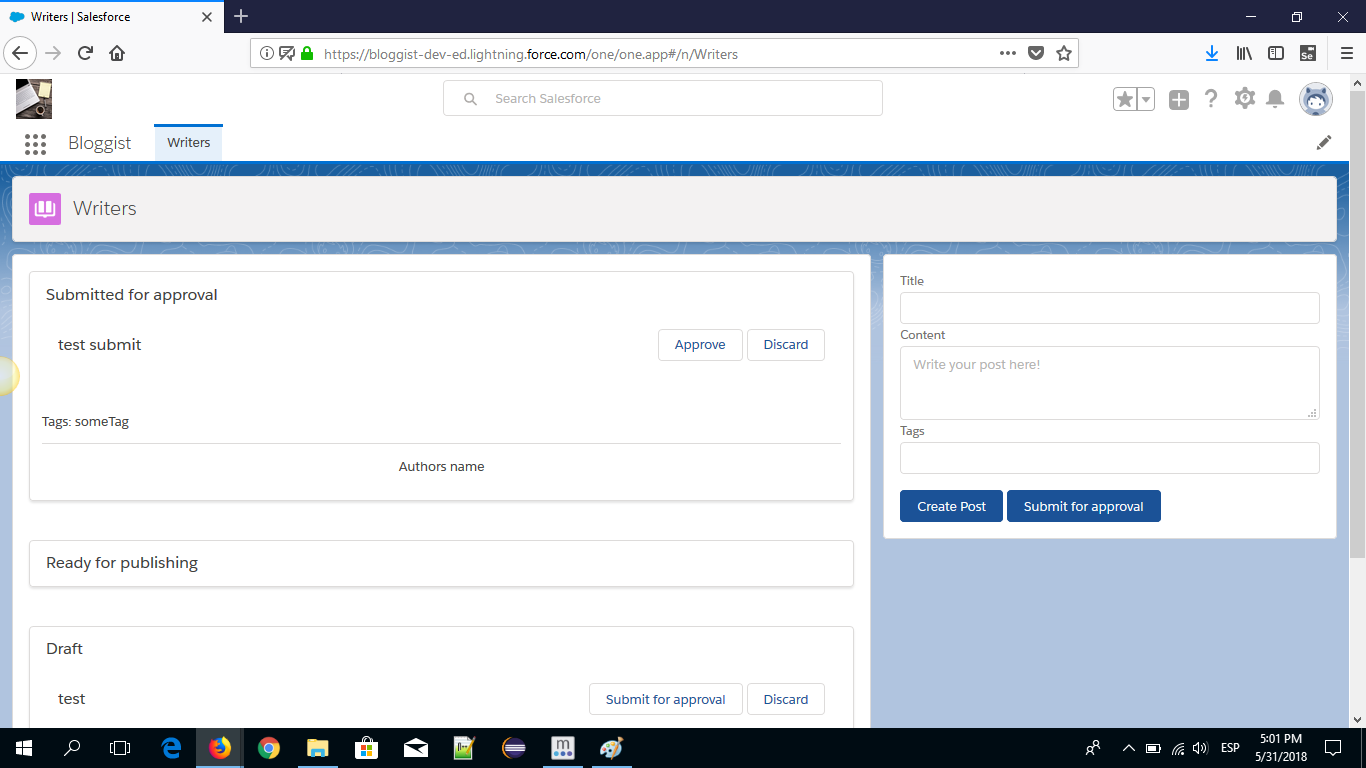 Writers | Salesforce
https://bloggist-dev-ed.lightning.force.com/one/one.app#/n/Writers
Se
Search Salesforce
Bloggist
Writers
Writers
Submitted for approval
test submit
Approve
Discard
Tags: someTag
Authors name
Ready for publishing
Draft
test
Submit for approval
Discard
Title
Content
Write your post here!
Tags
Create Post
Submit for approval
m
ESP
5:01 PM
5/31/2018